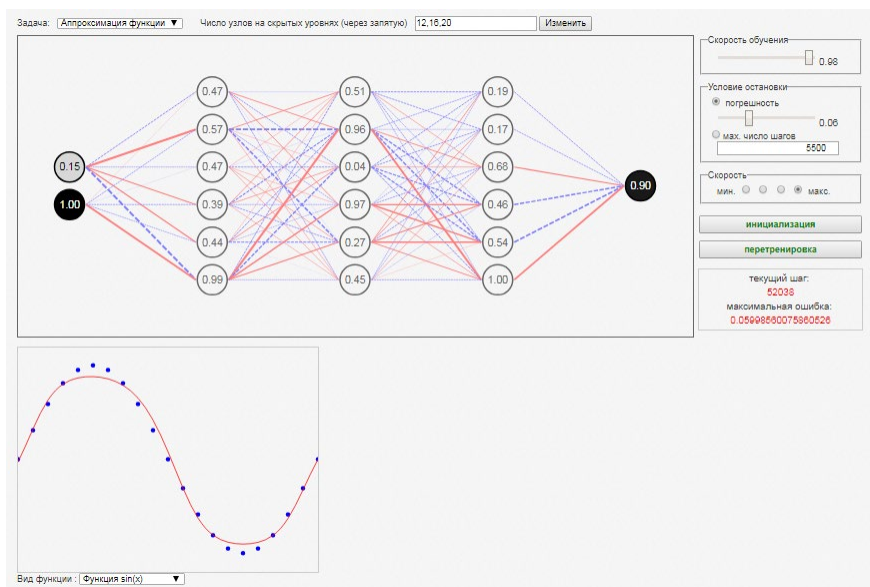 Задача: Аппроксимация функции ▼ Число узлов на скрытых уровнях (через запятую) 12,16,20 Изменить
Скорость обучения
0.98
Условие остановки
погрешность
0.06
мах. число шагов
5500
Скорость
мин. макс.
инициализация
перетренировка
текущий шаг:
52038
максимальная ошибка:
0.05998560075860526
0.47 0.51 0.19
0.57 0.96 0.17
0.15 0.47 0.04 0.68
0.90
1.00 0.39 0.97 0.46
0.44 0.27 0.54
0.99 0.45 1.00
Вид функции : Функция sin(x) ▼